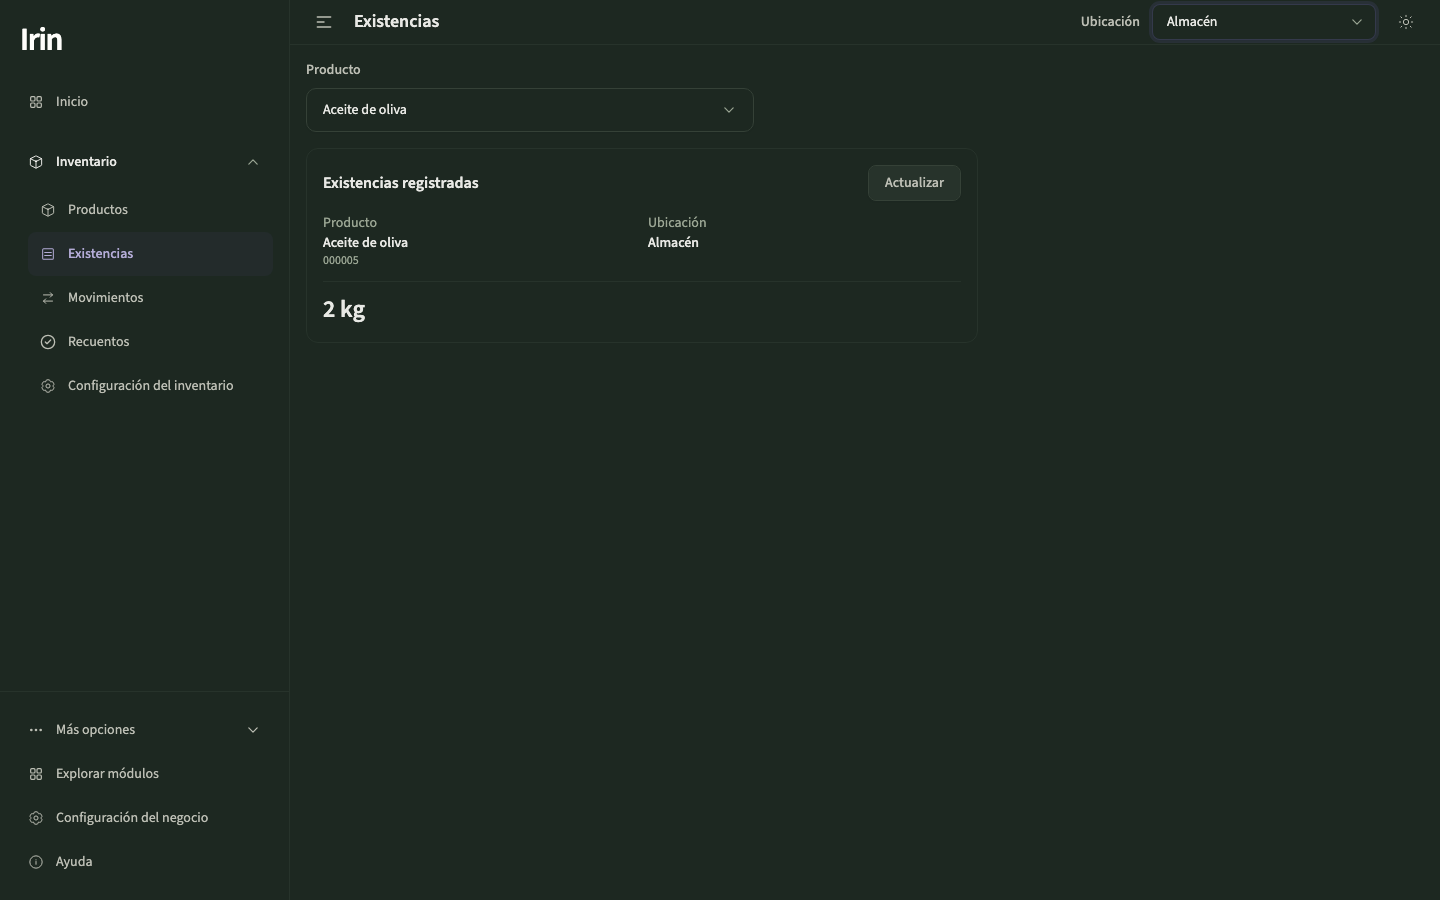 Irin
Inicio
Inventario
Productos
Existencias
Movimientos
Recuentos
Configuración del inventario
Más opciones
Explorar módulos
Configuración del negocio
Ayuda
Existencias
Ubicación
Almacén
Producto
Aceite de oliva
Existencias registradas
Actualizar
Producto
Ubicación
Aceite de oliva
Almacén
000005
2 kg